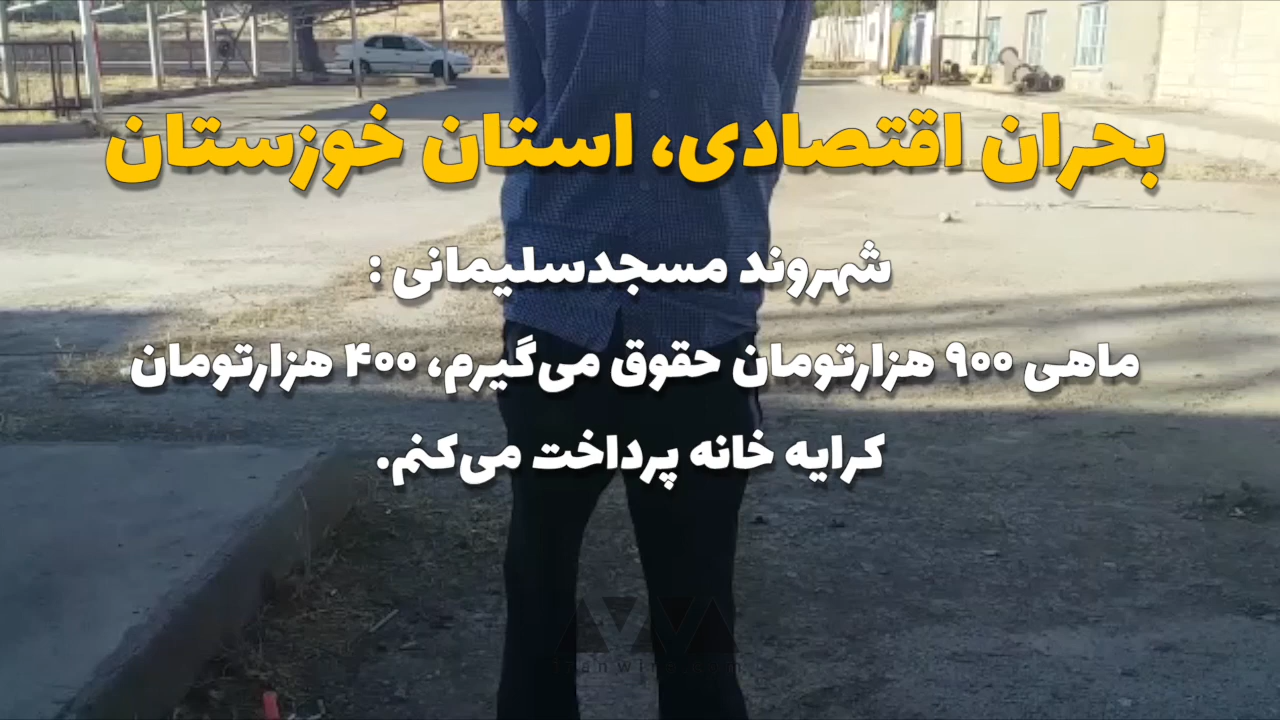 بحران اقتصادی، استان خوزستان
شهروند مسجدسلیمانی :
ماهی ۹۰۰ هزارتومان حقوق می‌گیرم، ۴۰۰ هزارتومان
کرایه خانه پرداخت می‌کنم.